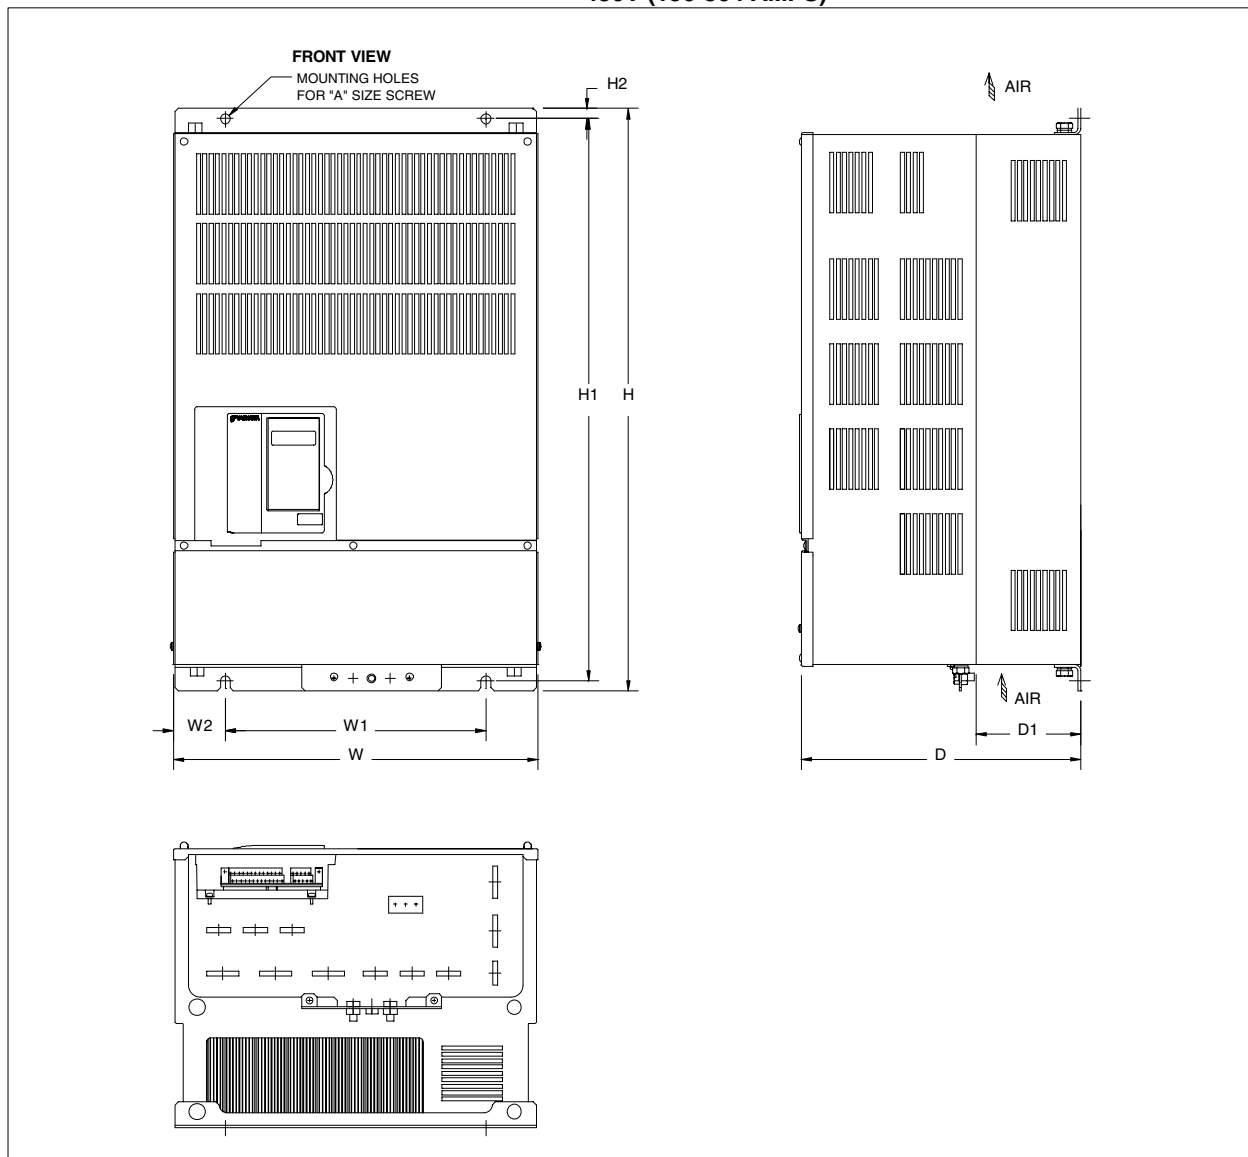 FRONT VIEW
MOUNTING HOLES
FOR "A" SIZE SCREW
H2
AIR
H1
H
W2
W1
W
AIR
D1
D